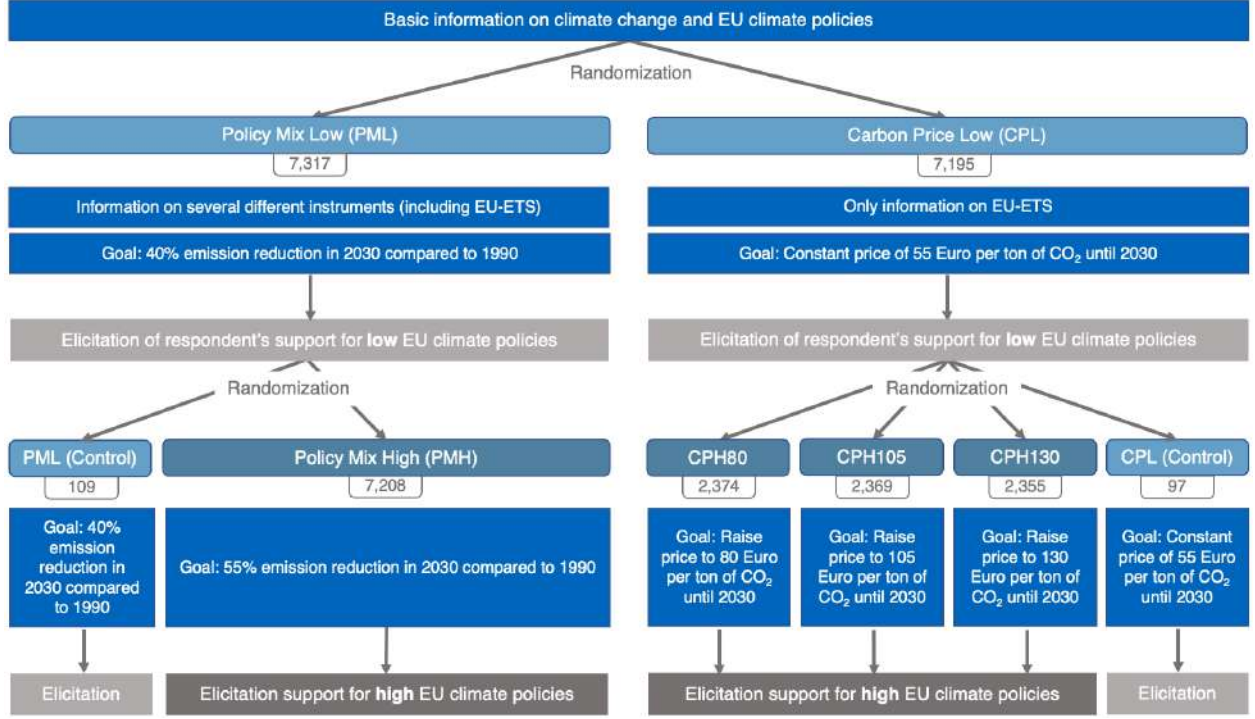 Basic information on climate change and EU climate policies
Randomization
Policy Mix Low (PML)
7,317
Information on several different instruments (including EU-ETS)
Goal: 40% emission reduction in 2030 compared to 1990
Elicitation of respondent's support for low EU climate policies
Randomization
PML (Control)
109
Goal: 40%
emission
reduction in
2030 compared
to 1990
Elicitation
Policy Mix High (PMH)
7,208
Goal: 55% emission reduction in 2030 compared to 1990
Elicitation support for high EU climate policies
Carbon Price Low (CPL)
7,195
Only information on EU-ETS
Goal: Constant price of 55 Euro per ton of CO₂ until 2030
Elicitation of respondent's support for low EU climate policies
Randomization
CPH80
2,374
Goal: Raise
price to 80 Euro
per ton of CO₂
until 2030
CPH105
2,369
Goal: Raise
price to 105
Euro per ton of
CO₂ until 2030
CPH130
2,355
Goal: Raise
price to 130
Euro per ton of
CO₂ until 2030
Elicitation support for high EU climate policies
CPL (Control)
97
Goal: Constant
price of 55 Euro
per ton of CO₂
until 2030
Elicitation